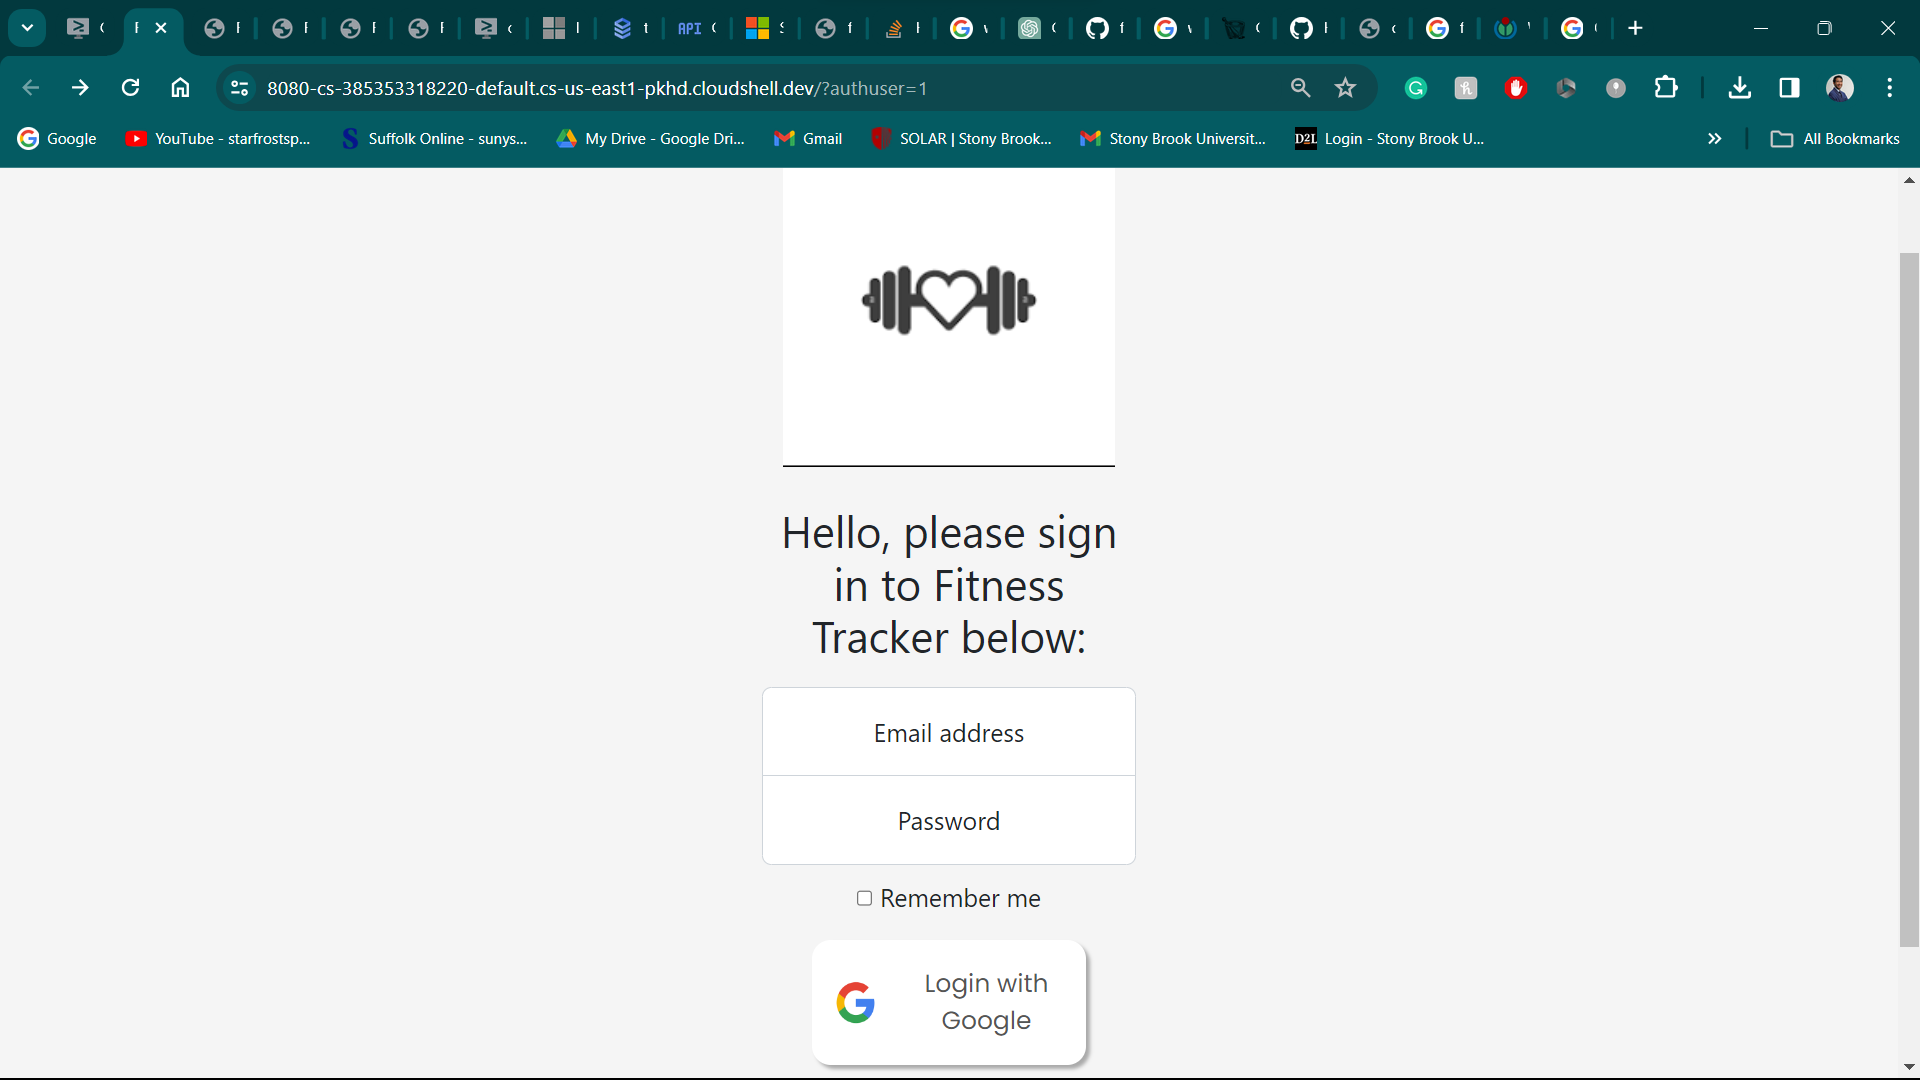 API
8080-cs-385353318220-default.cs-us-east1-pkhd.cloudshell.dev/?authuser=1
Google
YouTube - starfrostsp...
Suffolk Online - sunys...
My Drive - Google Dri...
Gmail
SOLAR | Stony Brook...
Stony Brook Universit...
D2L
Login - Stony Brook U...
All Bookmarks
Hello, please sign
in to Fitness
Tracker below:
Email address
Password
Remember me
Login with
Google